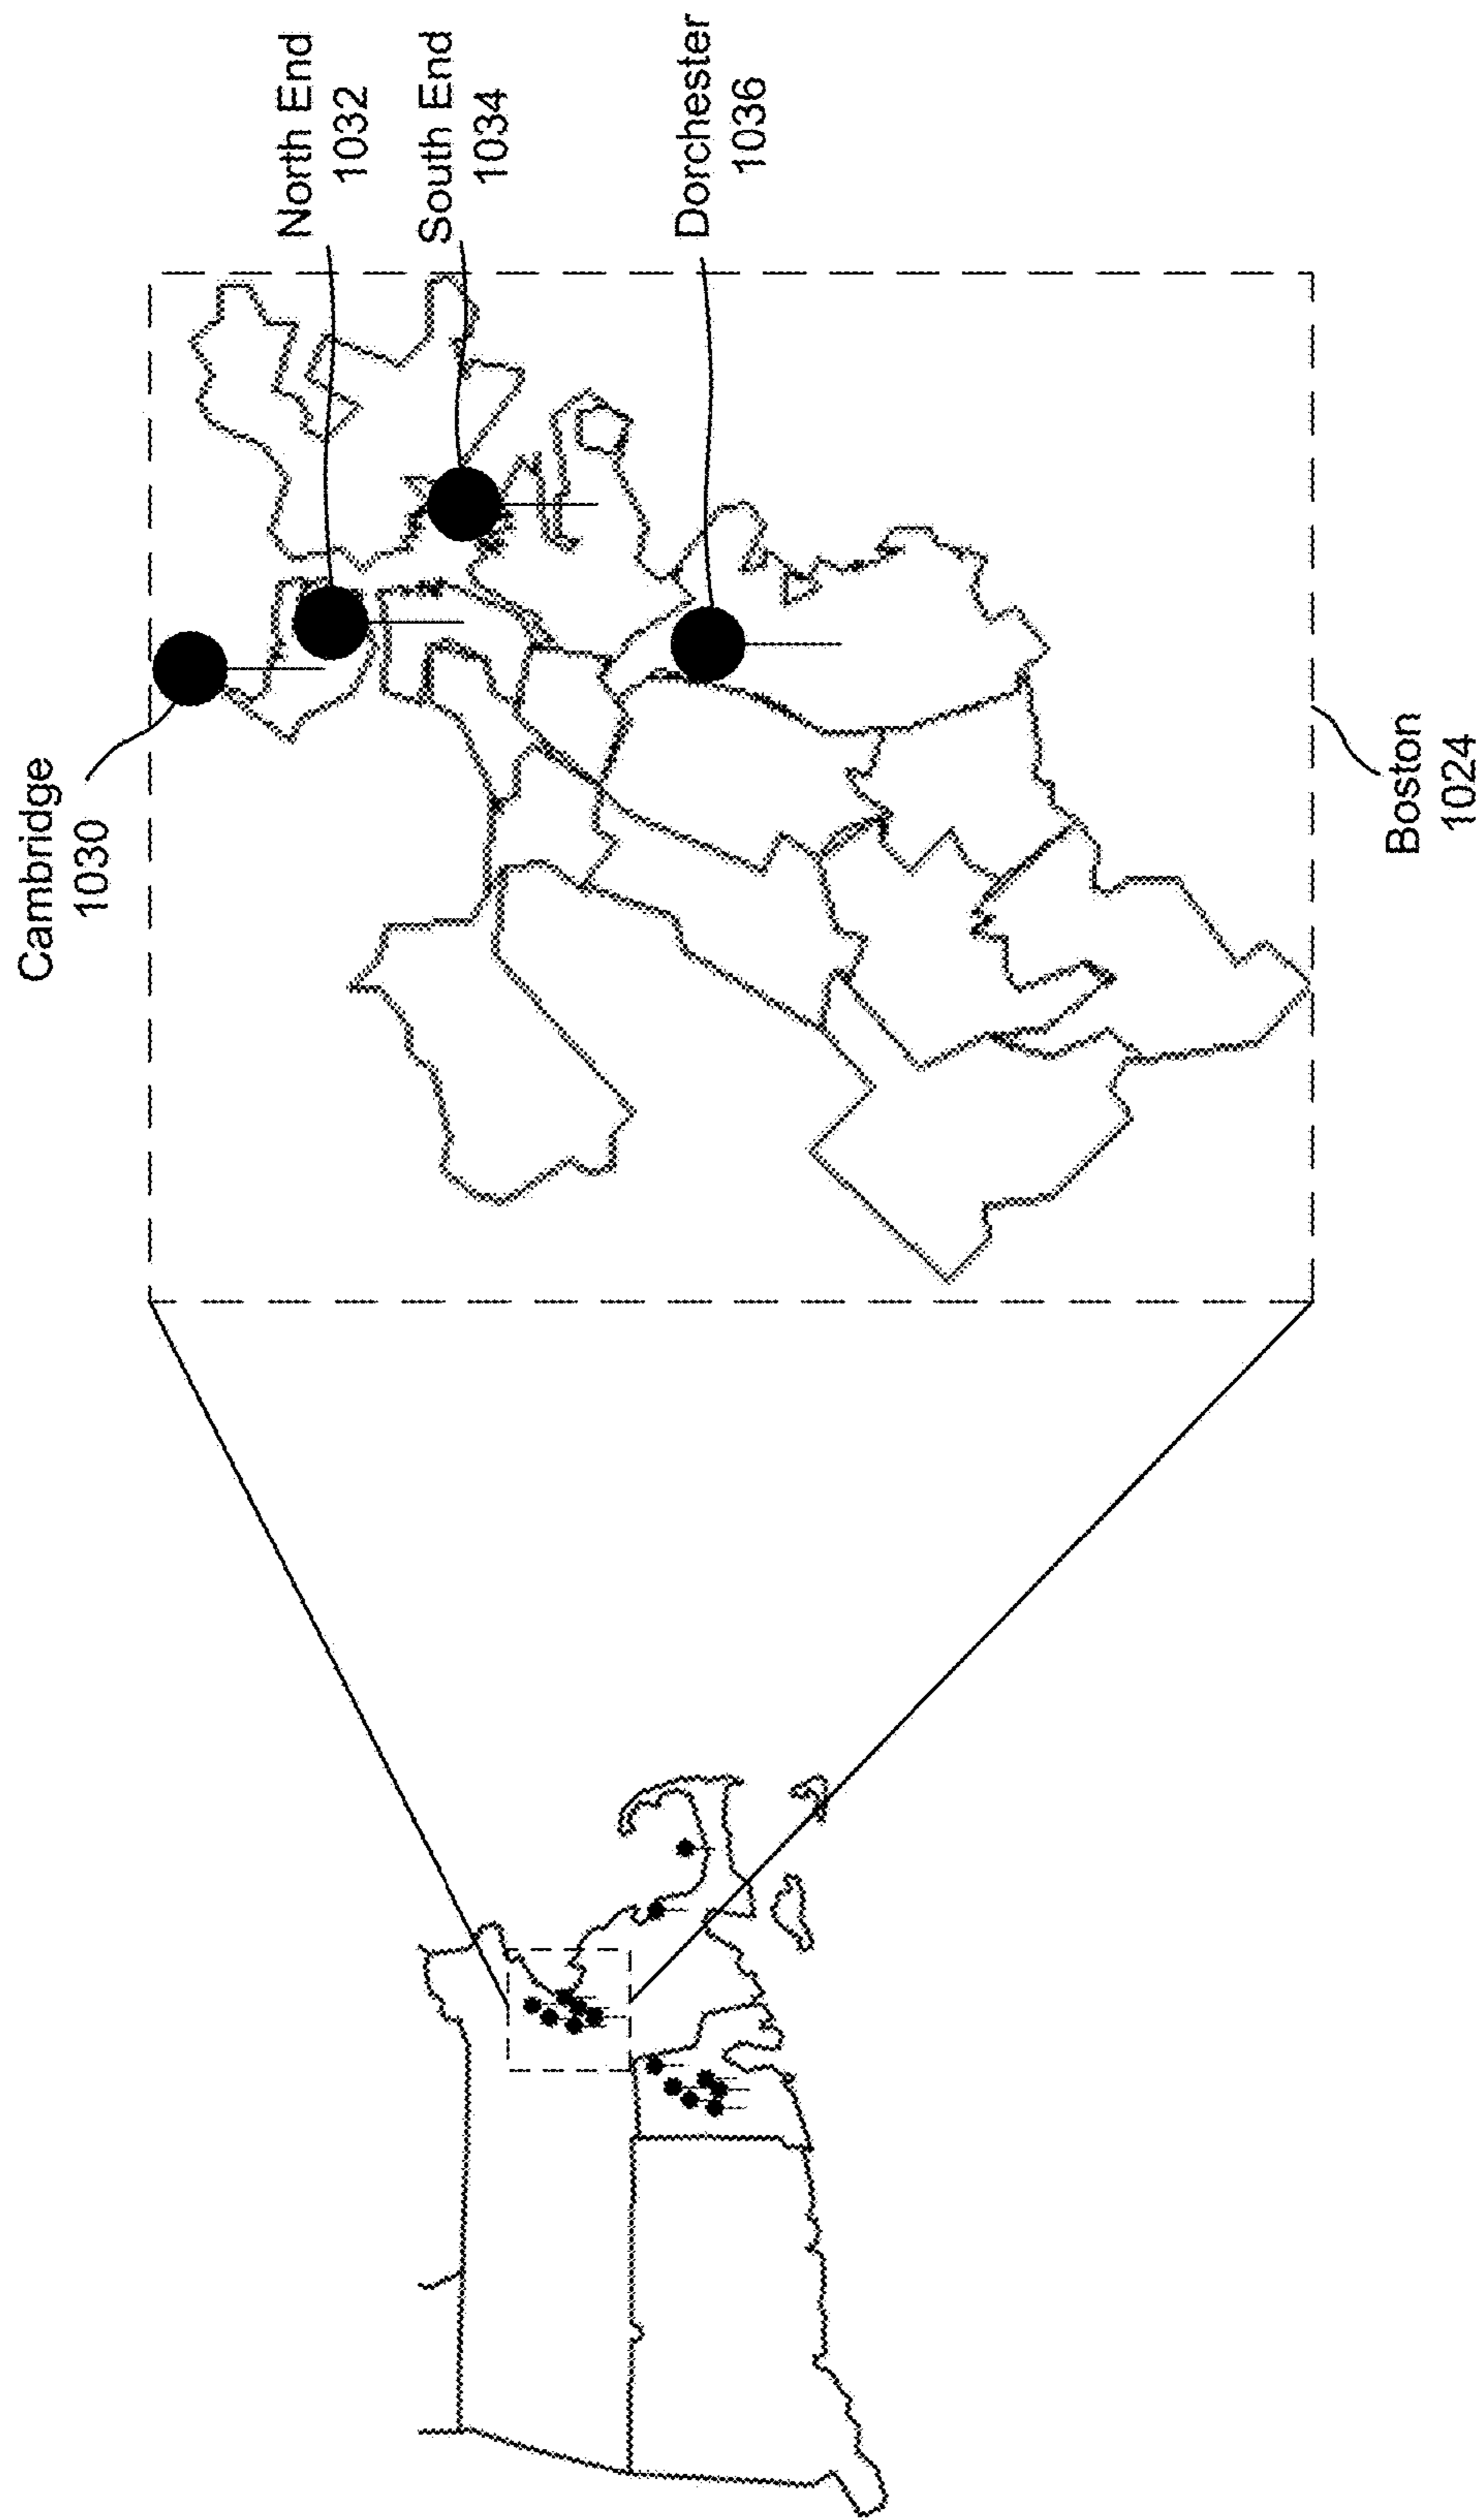 Cambridge
1030
North End
1032
South End
1034
Dorchester
1036
Boston
1024